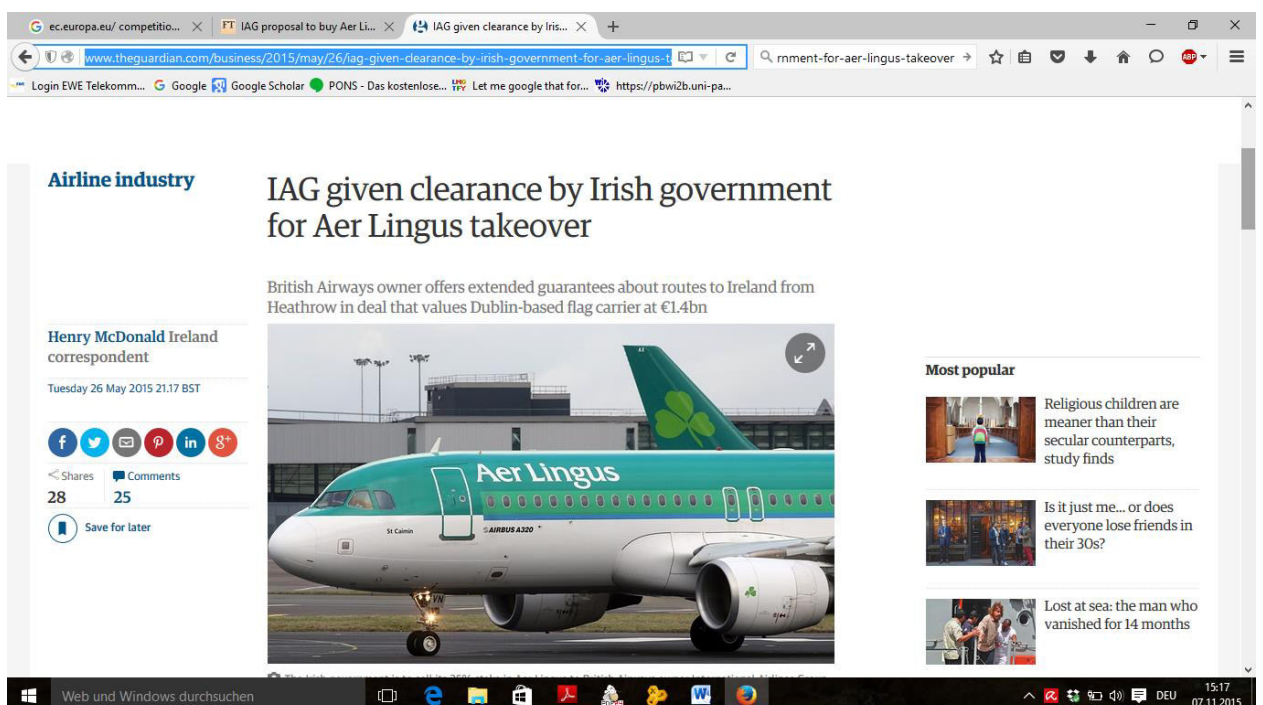 ec.europa.eu/ competitio...
IAG proposal to buy Aer Li...
IAG given clearance by Iris...
www.theguardian.com/business/2015/may/26/iag-given-clearance-by-irish-government-for-aer-lingus-t
rnment-for-aer-lingus-takeover
Login EWE Telekomm...
Google
Google Scholar
PONS - Das kostenlose...
Let me google that for...
https://pbwi2b.uni-pa...
Airline industry
IAG given clearance by Irish government
for Aer Lingus takeover
British Airways owner offers extended guarantees about routes to Ireland from
Heathrow in deal that values Dublin-based flag carrier at €1.4bn
Henry McDonald Ireland
correspondent
Tuesday 26 May 2015 21.17 BST
Shares
Comments
28
25
Save for later
Aer Lingus
St Caimin
AIRBUS A320
Most popular
Religious children are
meaner than their
secular counterparts,
study finds
Is it just me... or does
everyone lose friends in
their 30s?
Lost at sea: the man who
vanished for 14 months
Web und Windows durchsuchen
DEU
15:17
07.11.2015